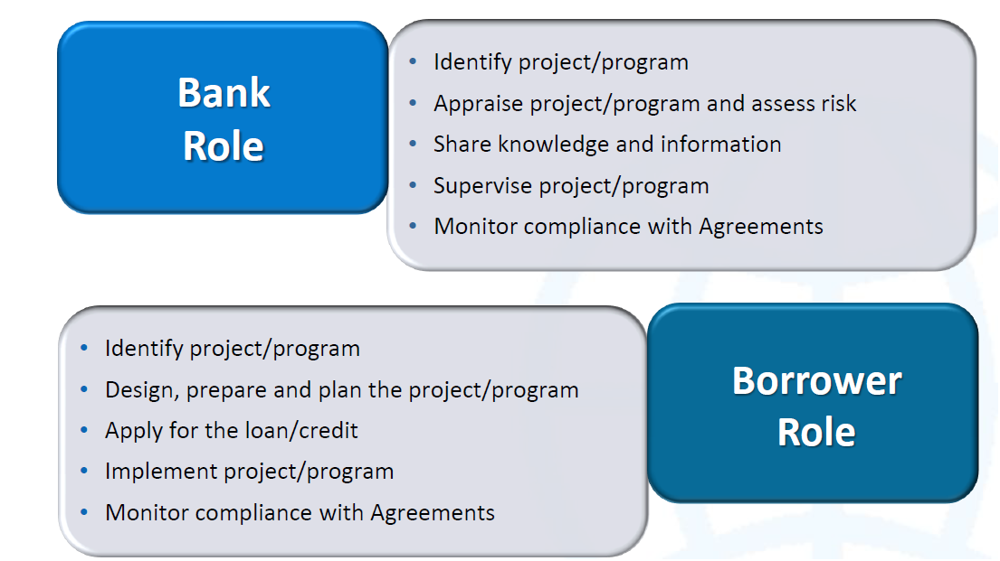 Bank
Role
• Identify project/program
• Appraise project/program and assess risk
• Share knowledge and information
• Supervise project/program
• Monitor compliance with Agreements
• Identify project/program
• Design, prepare and plan the project/program
• Apply for the loan/credit
• Implement project/program
• Monitor compliance with Agreements
Borrower
Role